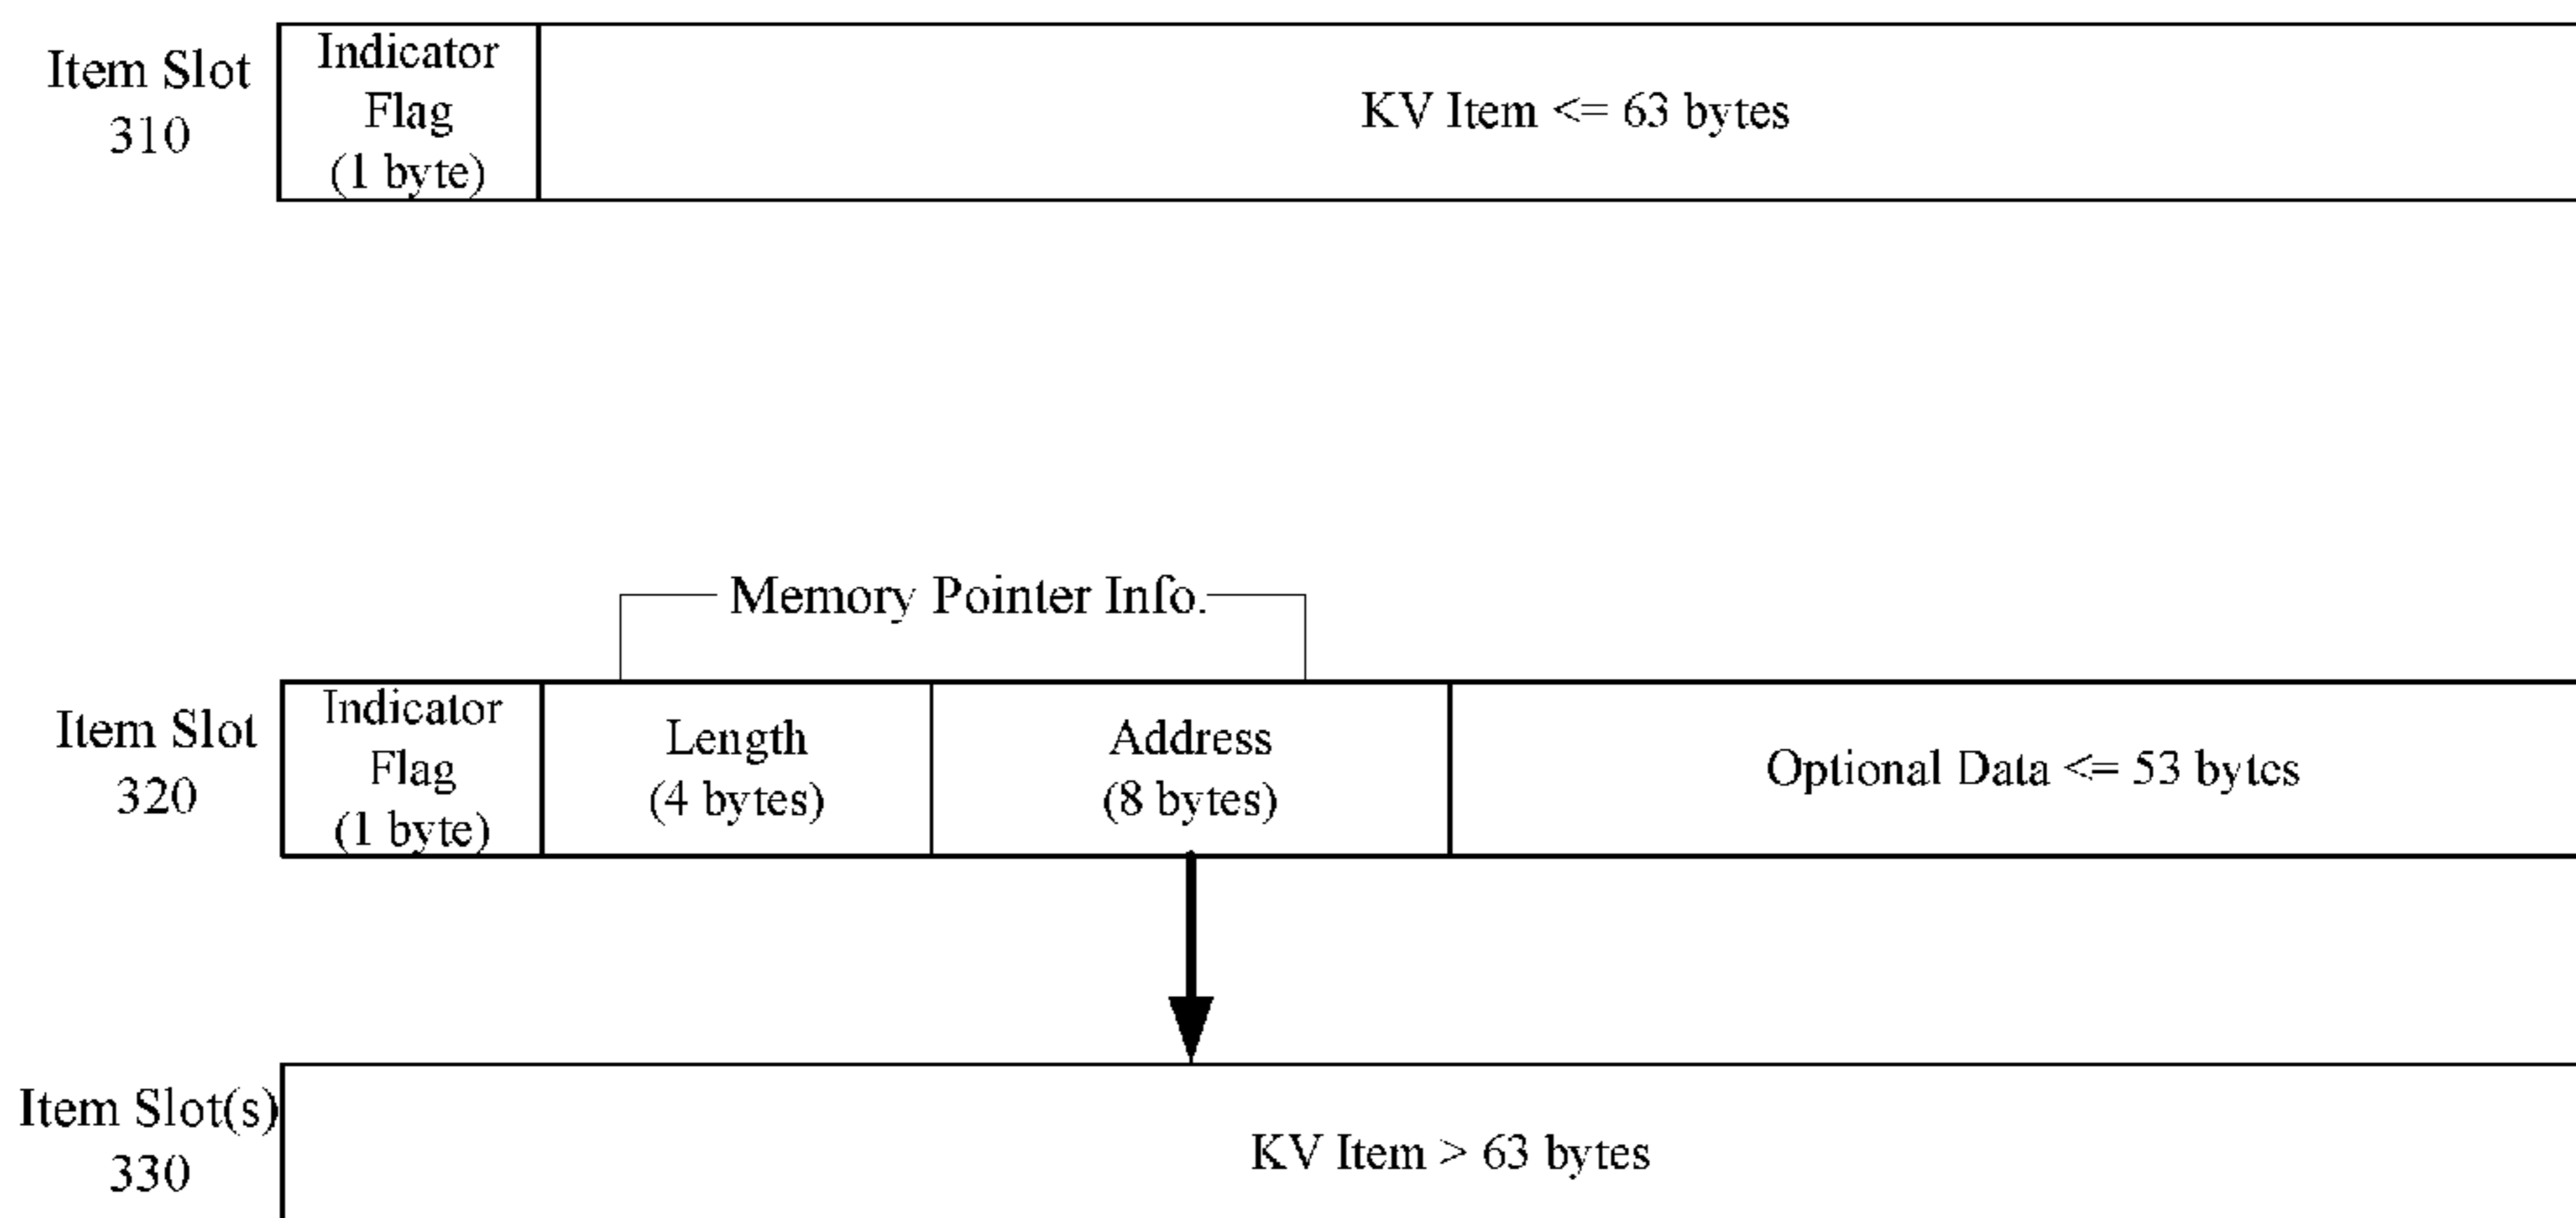 Item Slot
310
Indicator
Flag
(1 byte)
KV Item <= 63 bytes
Memory Pointer Info.
Item Slot
320
Indicator
Flag
(1 byte)
Length
(4 bytes)
Address
(8 bytes)
Optional Data <= 53 bytes
Item Slot(s)
330
KV Item > 63 bytes